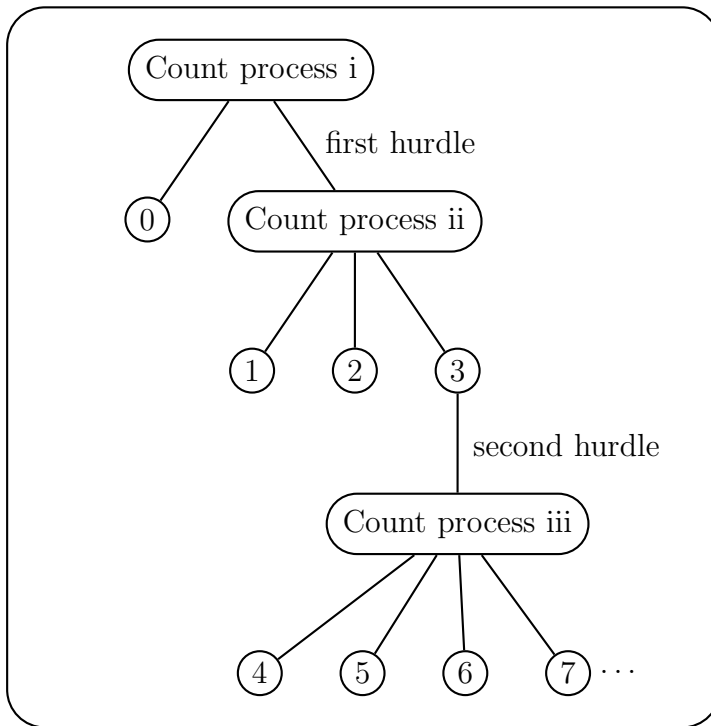 Count process i
first hurdle
0
Count process ii
1 2 3
second hurdle
Count process iii
4 5 6 7 ...